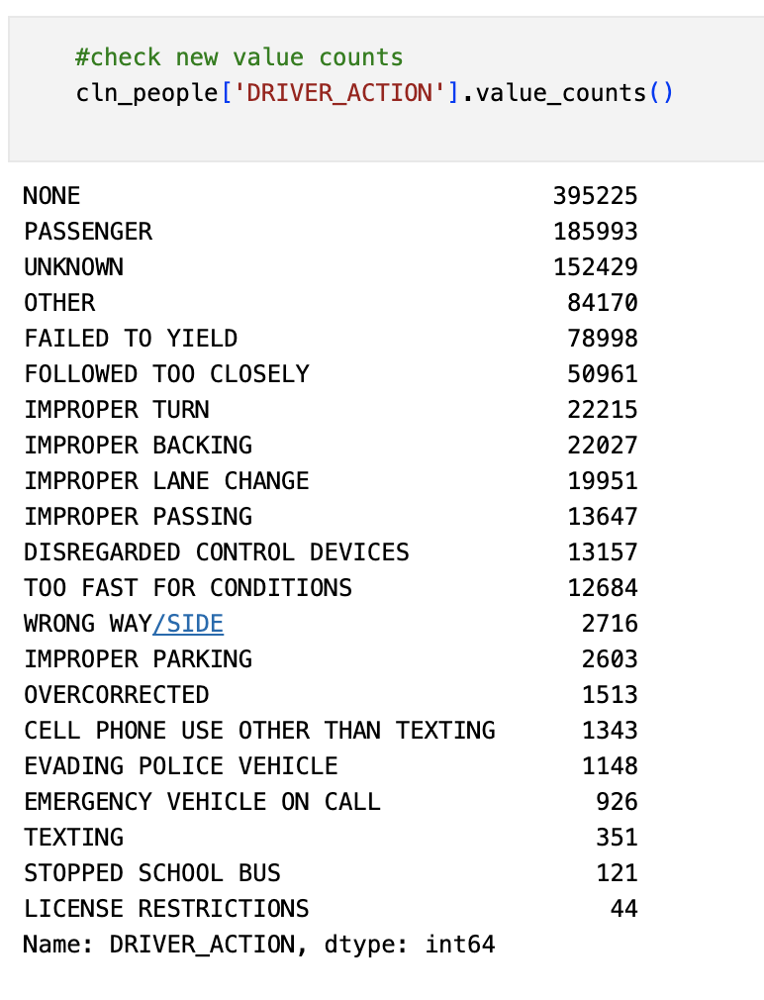 #check new value counts
cln_people['DRIVER_ACTION'].value_counts()
NONE 395225
PASSENGER 185993
UNKNOWN 152429
OTHER 84170
FAILED TO YIELD 78998
FOLLOWED TOO CLOSELY 50961
IMPROPER TURN 22215
IMPROPER BACKING 22027
IMPROPER LANE CHANGE 19951
IMPROPER PASSING 13647
DISREGARDED CONTROL DEVICES 13157
TOO FAST FOR CONDITIONS 12684
WRONG WAY/SIDE 2716
IMPROPER PARKING 2603
OVERCORRECTED 1513
CELL PHONE USE OTHER THAN TEXTING 1343
EVADING POLICE VEHICLE 1148
EMERGENCY VEHICLE ON CALL 926
TEXTING 351
STOPPED SCHOOL BUS 121
LICENSE RESTRICTIONS 44
Name: DRIVER_ACTION, dtype: int64